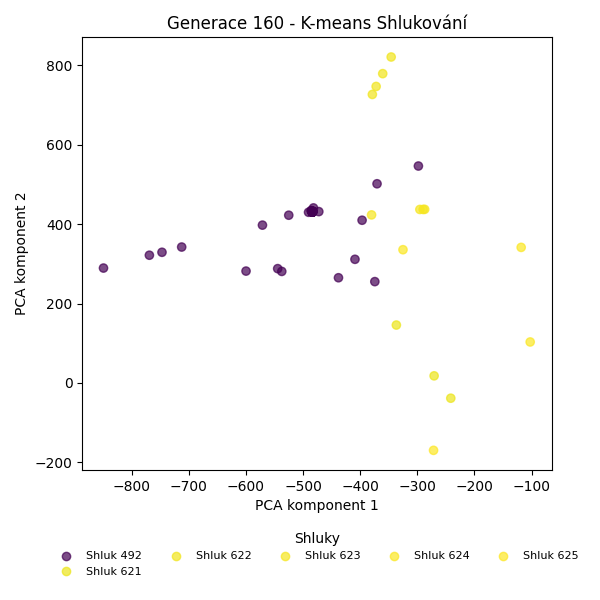 Generace 160 - K-means Shlukování
PCA komponent 2
800
600
400
200
0
−200
−800 −700 −600 −500 −400 −300 −200 −100
PCA komponent 1
Shluky
Shluk 492 Shluk 622 Shluk 623 Shluk 624 Shluk 625
Shluk 621